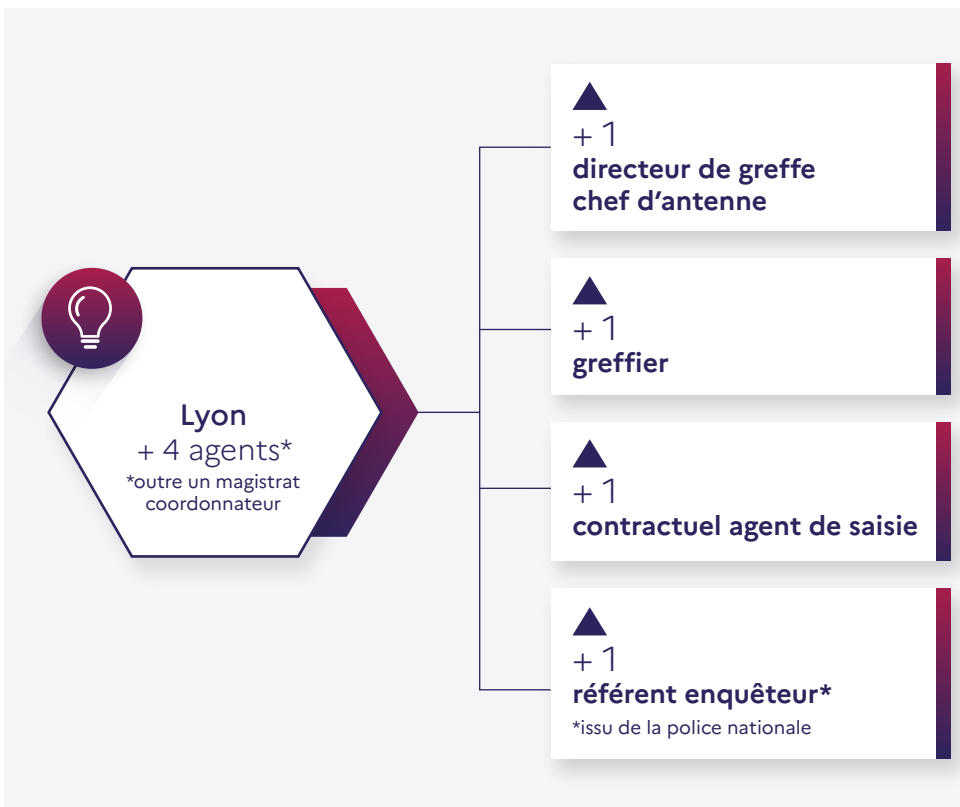 Lyon
+ 4 agents*
*outre un magistrat
coordonnateur
+ 1
directeur de greffe
chef d’antenne
+ 1
greffier
+ 1
contractuel agent de saisie
+ 1
référent enquêteur*
*issu de la police nationale